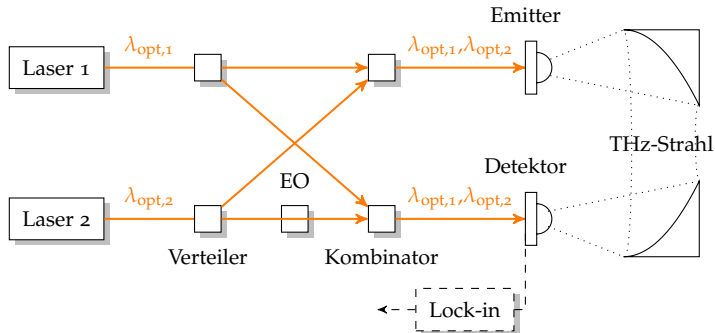 Emitter
λopt,1
λopt,1,λopt,2
Laser 1
THz-Strahl
Detektor
EO
λopt,2
λopt,1,λopt,2
Laser 2
Verteiler
Kombinator
Lock-in